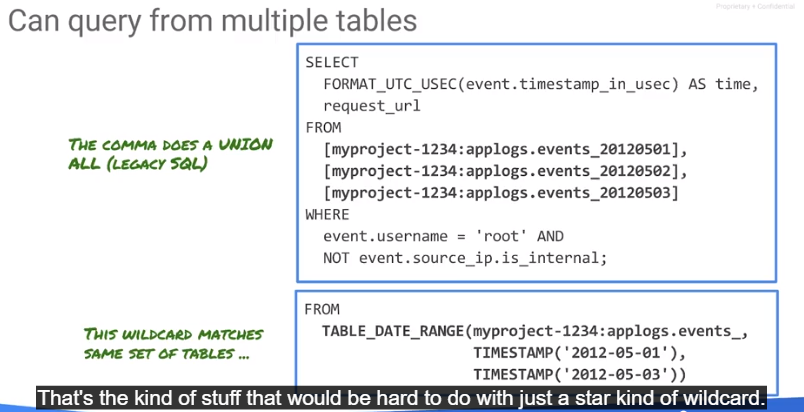 Can query from multiple tables
Proprietary + Confidential
SELECT
FORMAT_UTC_USEC(event.timestamp_in_usec) AS time,
request_url
FROM
[myproject-1234:applogs.events_20120501],
[myproject-1234:applogs.events_20120502],
[myproject-1234:applogs.events_20120503]
WHERE
event.username = 'root' AND
NOT event.source_ip.is_internal;
THE COMMA DOES A UNION
ALL (LEGACY SQL)
FROM
TABLE_DATE_RANGE(myproject-1234:applogs.events_,
TIMESTAMP('2012-05-01'),
TIMESTAMP('2012-05-03'))
THIS WILDCARD MATCHES
SAME SET OF TABLES ...
That's the kind of stuff that would be hard to do with just a star kind of wildcard.